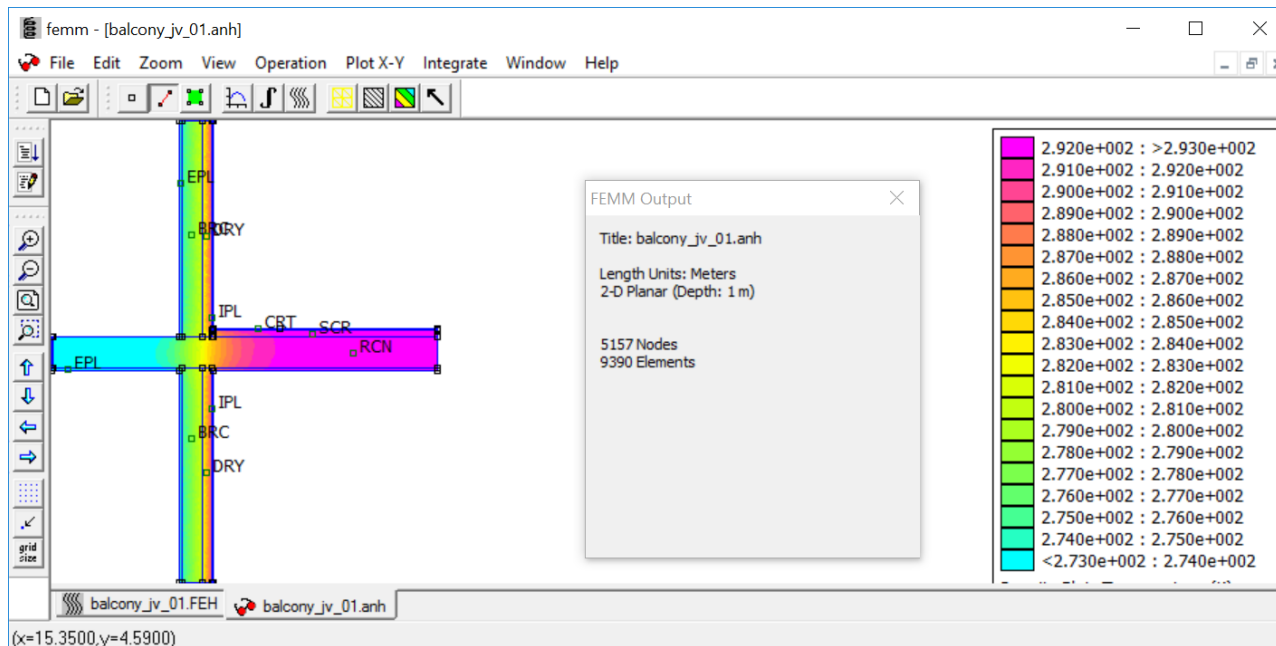 femm - [balcony_jv_01.anh]
File Edit Zoom View Operation Plot X-Y Integrate Window Help
grid
size
EPL
BRC
DRY
IPL
CRT
SCR
RCN
EPL
IPL
BRC
DRY
FEMM Output
Title: balcony_jv_01.anh
Length Units: Meters
2-D Planar (Depth: 1 m)
5157 Nodes
9390 Elements
2.920e+002 : >2.930e+002
2.910e+002 : 2.920e+002
2.900e+002 : 2.910e+002
2.890e+002 : 2.900e+002
2.880e+002 : 2.890e+002
2.870e+002 : 2.880e+002
2.860e+002 : 2.870e+002
2.850e+002 : 2.860e+002
2.840e+002 : 2.850e+002
2.830e+002 : 2.840e+002
2.820e+002 : 2.830e+002
2.810e+002 : 2.820e+002
2.800e+002 : 2.810e+002
2.790e+002 : 2.800e+002
2.780e+002 : 2.790e+002
2.770e+002 : 2.780e+002
2.760e+002 : 2.770e+002
2.750e+002 : 2.760e+002
2.740e+002 : 2.750e+002
<2.730e+002 : 2.740e+002
balcony_jv_01.FEH
balcony_jv_01.anh
(x=15.3500,y=4.5900)